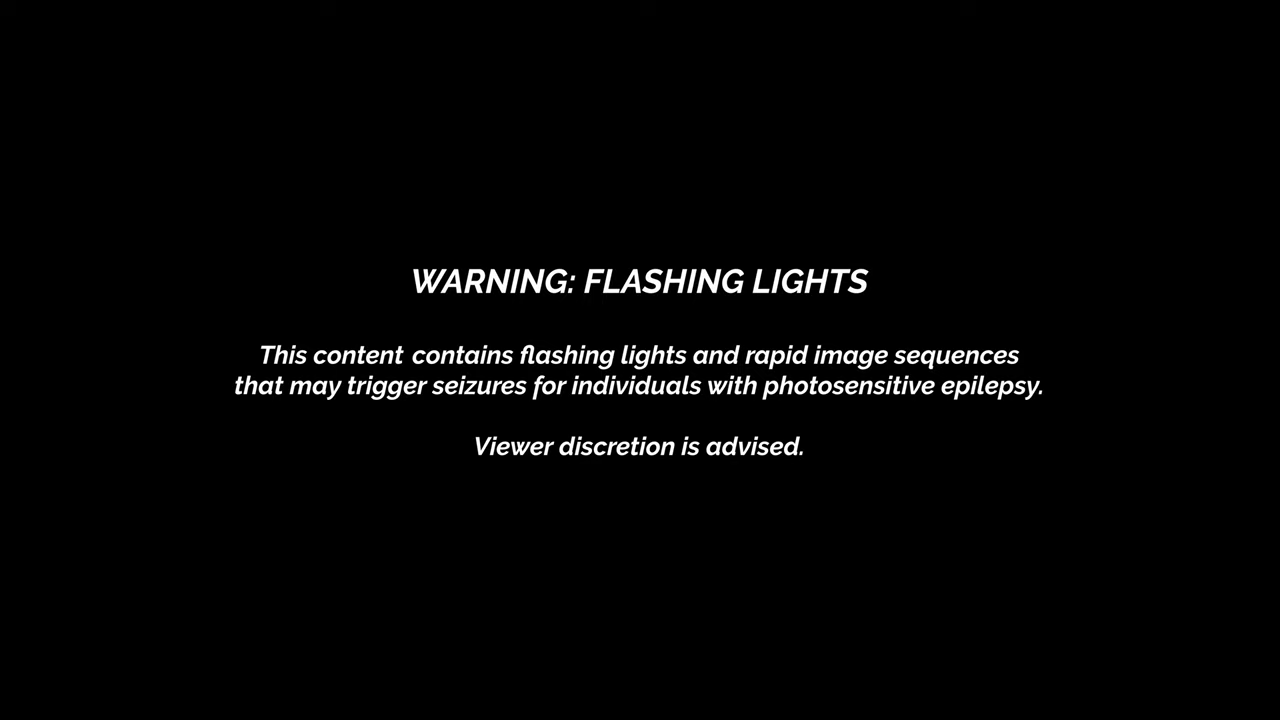 WARNING: FLASHING LIGHTS
This content contains flashing lights and rapid image sequences
that may trigger seizures for individuals with photosensitive epilepsy.
Viewer discretion is advised.